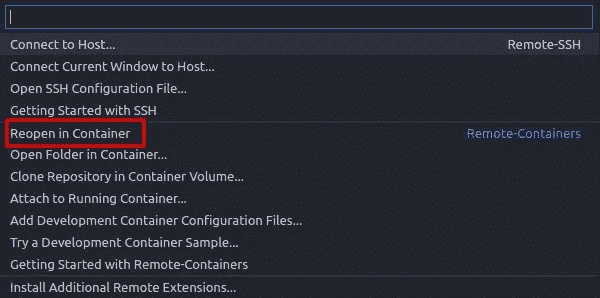 Connect to Host... Remote-SSH
Connect Current Window to Host...
Open SSH Configuration File...
Getting Started with SSH
Reopen in Container Remote-Containers
Open Folder in Container...
Clone Repository in Container Volume...
Attach to Running Container...
Add Development Container Configuration Files...
Try a Development Container Sample...
Getting Started with Remote-Containers
Install Additional Remote Extensions...